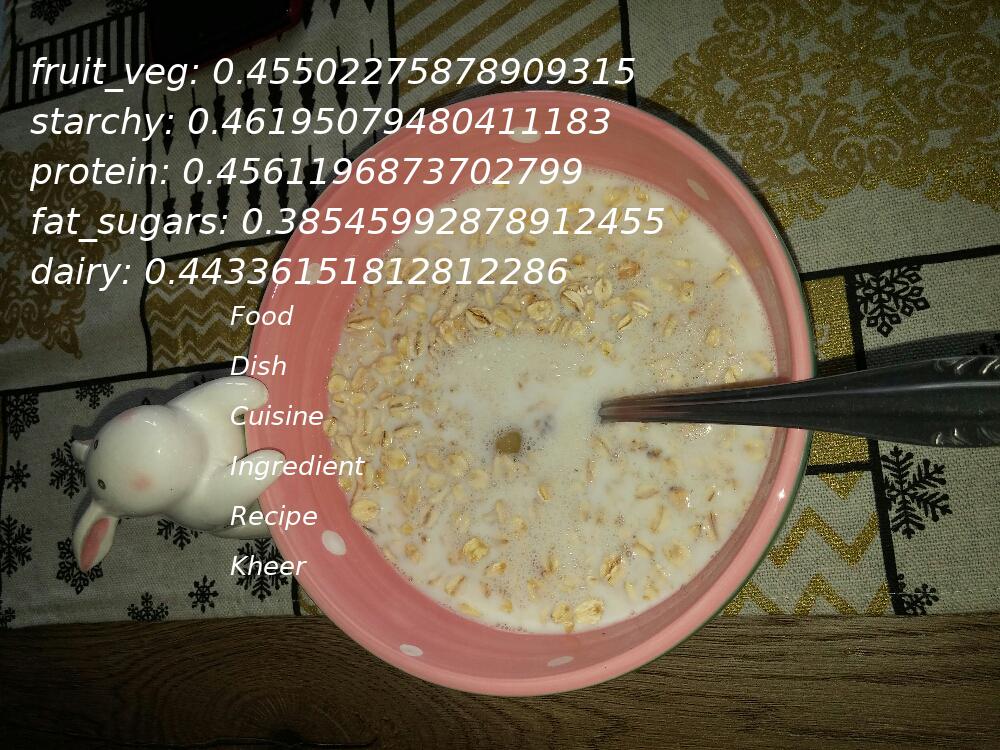 fruit_veg: 0.45502275878909315
starchy: 0.46195079480411183
protein: 0.4561196873702799
fat_sugars: 0.38545992878912455
dairy: 0.44336151812812286
Food
Dish
Cuisine
Ingredient
Recipe
Kheer